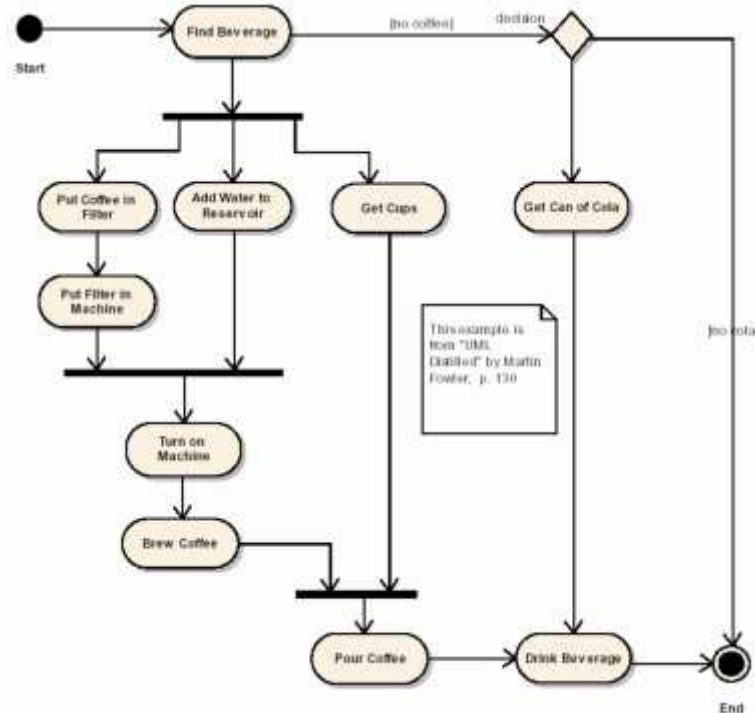 Find Beverage
[no coffee]
decision
Start
Put Coffee in
Filter
Add Water to
Reservoir
Get Cups
Get Can of Cola
Put Filter in
Machine
This example is
from "UML
Distilled" by Martin
Fowler, p. 130
[no cola
Turn on
Machine
Brew Coffee
Pour Coffee
Drink Beverage
End